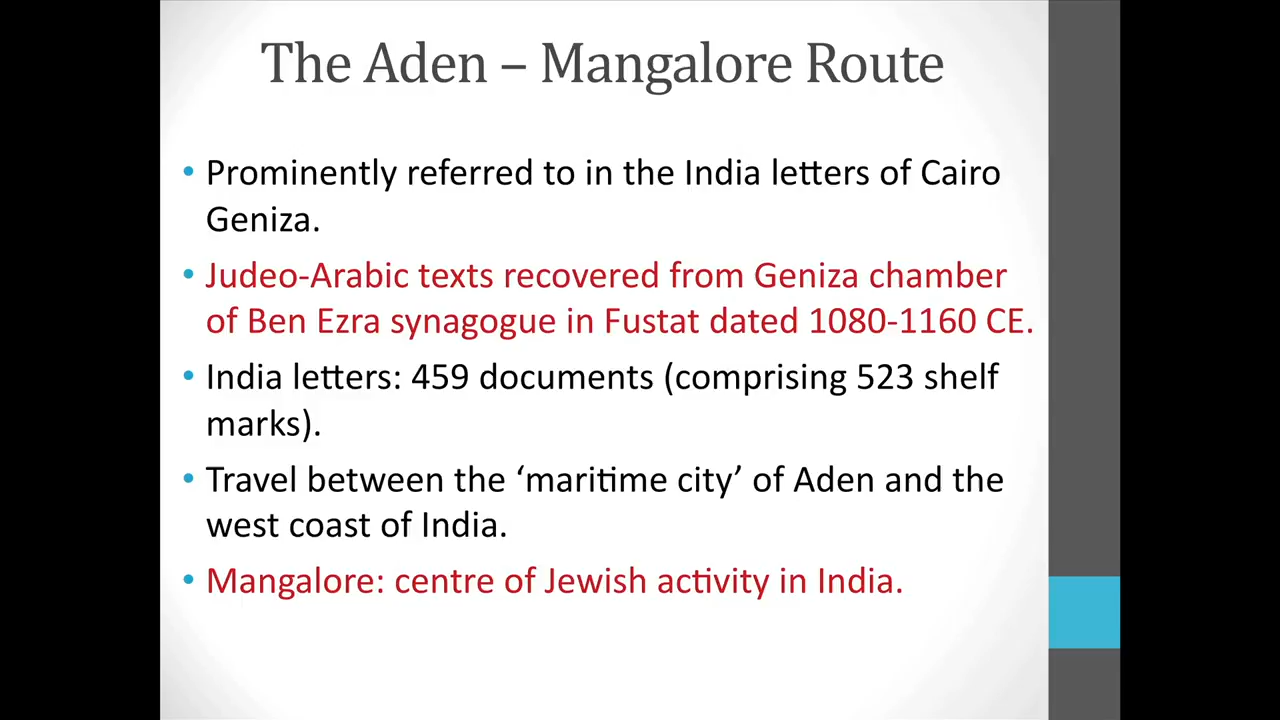 The Aden – Mangalore Route
• Prominently referred to in the India letters of Cairo
Geniza.
• Judeo-Arabic texts recovered from Geniza chamber
of Ben Ezra synagogue in Fustat dated 1080-1160 CE.
• India letters: 459 documents (comprising 523 shelf
marks).
• Travel between the ‘maritime city’ of Aden and the
west coast of India.
• Mangalore: centre of Jewish activity in India.